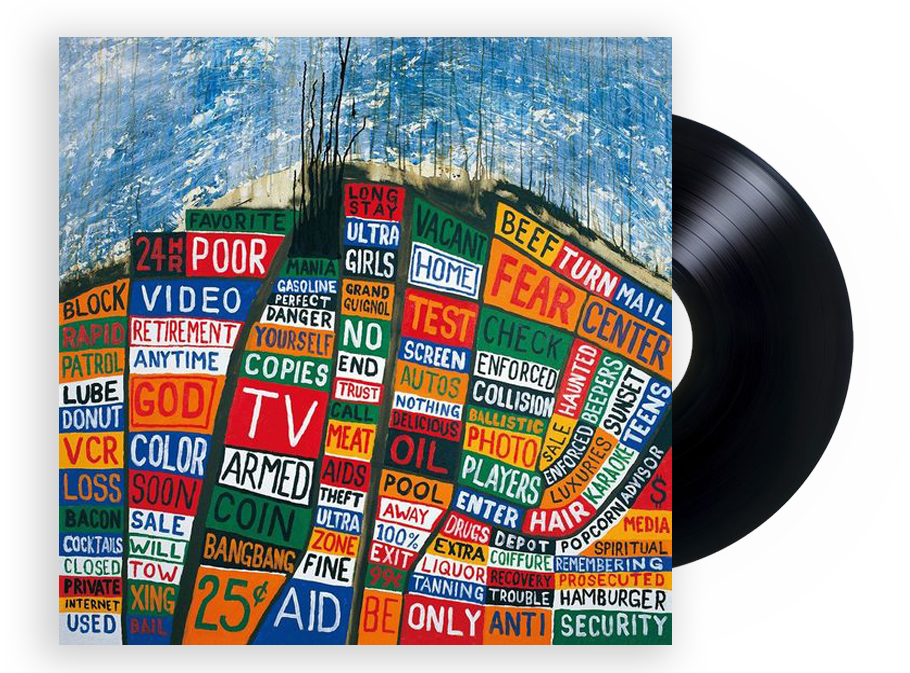 FAVORITE
24HR
POOR
BLOCK
VIDEO
RAPID
RETIREMENT
PATROL
ANYTIME
LUBE
GOD
DONUT
VCR
COLOR
LOSS
SOON
BACON
SALE
COCKTAILS
WILL
CLOSED
TOW
PRIVATE
XING
INTERNET
USED
BAIL
MANIA
GASOLINE
PERFECT
DANGER
YOURSELF
COPIES
TV
ARMED
COIN
BANGBANG
25¢
LONG
STAY
ULTRA
GIRLS
GRAND
GUIGNOL
NO
END
TRUST
CALL
MEAT
AIDS
THEFT
ULTRA
ZONE
FINE
AID
VACANT
HOME
TEST
SCREEN
AUTOS
NOTHING
DELICIOUS
OIL
POOL
AWAY
100%
EXIT
99¢
BE
BEEF
TURN
MAIL
FEAR
CENTER
CHECK
ENFORCED
COLLISION
BALLISTIC
PHOTO
PLAYERS
ENTER
HAUNTED
SALE
BEEPERS
ENFORCED
SUNSET
LUXURIES
TEENS
KARAOKE
HAIR
ADVISOR
POPCORN
$
DRUGS
DEPOT
MEDIA
EXTRA
COIFFURE
SPIRITUAL
LIQUOR
RECOVERY
REMEMBERING
TANNING
TROUBLE
PROSECUTED
HAMBURGER
ONLY
ANTI
SECURITY